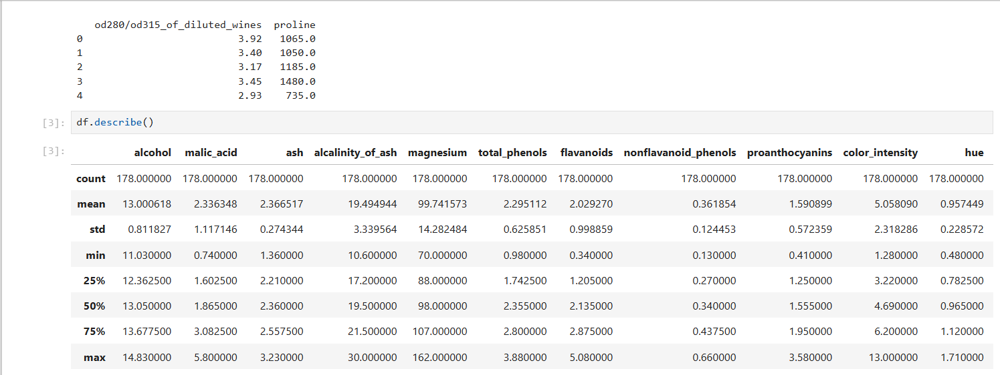 od280/od315_of_diluted_wines proline
0 3.92 1065.0
1 3.40 1050.0
2 3.17 1185.0
3 3.45 1480.0
4 2.93 735.0
[3]: df.describe()
[3]:
alcohol malic_acid ash alcalinity_of_ash magnesium total_phenols flavanoids nonflavanoid_phenols proanthocyanins color_intensity hue
count 178.000000 178.000000 178.000000 178.000000 178.000000 178.000000 178.000000 178.000000 178.000000 178.000000 178.000000
mean 13.000618 2.336348 2.366517 19.494944 99.741573 2.295112 2.029270 0.361854 1.590899 5.058090 0.957449
std 0.811827 1.117146 0.274344 3.339564 14.282484 0.625851 0.998859 0.124453 0.572359 2.318286 0.228572
min 11.030000 0.740000 1.360000 10.600000 70.000000 0.980000 0.340000 0.130000 0.410000 1.280000 0.480000
25% 12.362500 1.602500 2.210000 17.200000 88.000000 1.742500 1.205000 0.270000 1.250000 3.220000 0.782500
50% 13.050000 1.865000 2.360000 19.500000 98.000000 2.355000 2.135000 0.340000 1.555000 4.690000 0.965000
75% 13.677500 3.082500 2.557500 21.500000 107.000000 2.800000 2.875000 0.437500 1.950000 6.200000 1.120000
max 14.830000 5.800000 3.230000 30.000000 162.000000 3.880000 5.080000 0.660000 3.580000 13.000000 1.710000